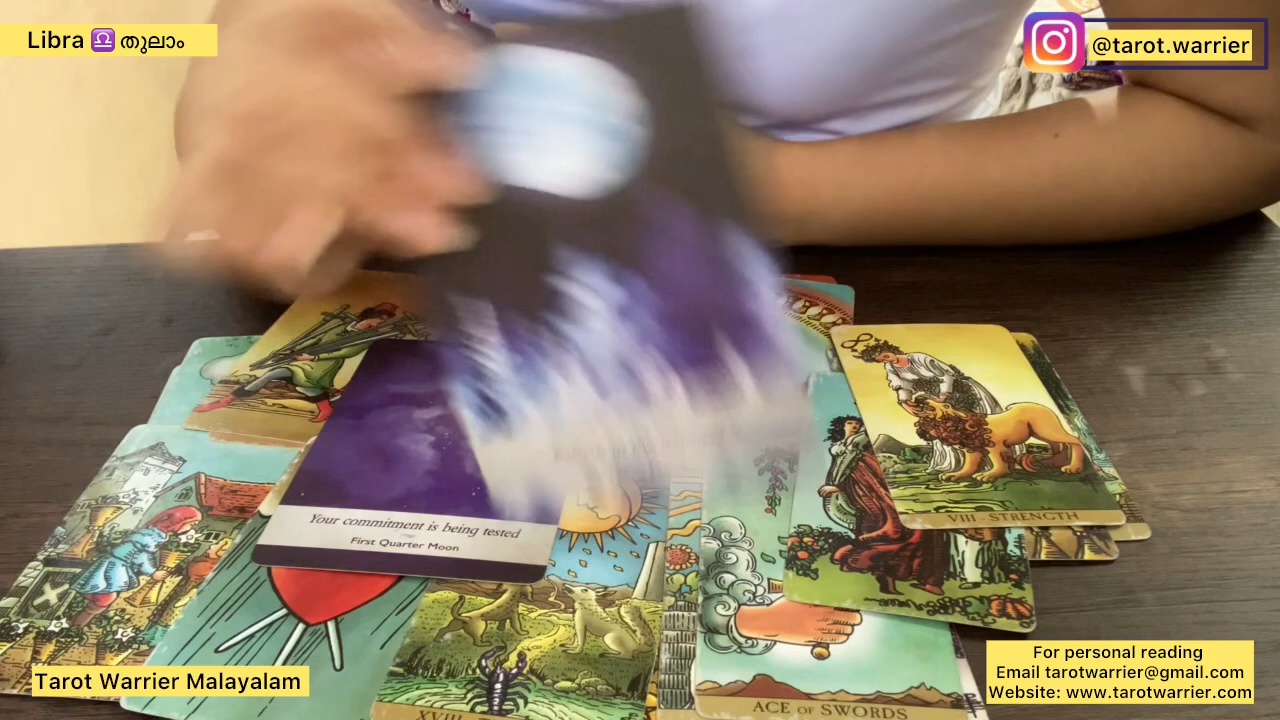 Libra ♎ തുലാം
@tarot.warrier
Your commitment is being tested
First Quarter Moon
VIII - STRENGTH
XVIII
ACE OF SWORDS
Tarot Warrier Malayalam
For personal reading
Email tarotwarrier@gmail.com
Website: www.tarotwarrier.com